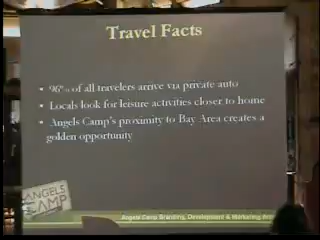 Travel Facts
• 96% of all travelers arrive via private auto
• Locals look for leisure activities closer to home
• Angels Camp's proximity to Bay Area creates a
golden opportunity
ANGELS
CAMP
Angels Camp Branding, Development & Marketing